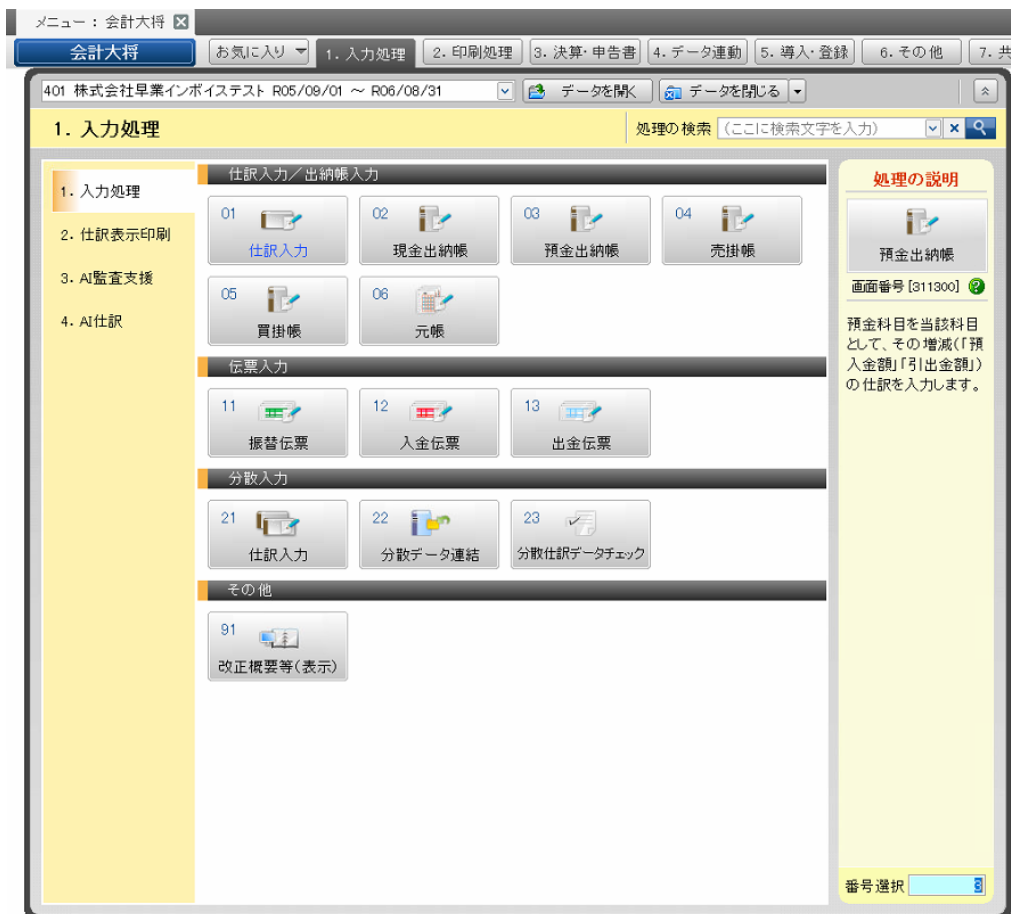 メニュー：会計大将
会計大将 お気に入り 1. 入力処理 2. 印刷処理 3. 決算・申告書 4. データ連動 5. 導入・登録 6. その他 7. 共
401 株式会社早業インボイステスト R05/09/01 ～ R06/08/31 データを開く データを閉じる
1. 入力処理 処理の検索 (ここに検索文字を入力)
1. 入力処理
2. 仕訳表示印刷
3. AI監査支援
4. AI仕訳
仕訳入力／出納帳入力
01 仕訳入力
02 現金出納帳
03 預金出納帳
04 売掛帳
05 買掛帳
06 元帳
伝票入力
11 振替伝票
12 入金伝票
13 出金伝票
分散入力
21 仕訳入力
22 分散データ連結
23 分散仕訳データチェック
その他
91 改正概要等(表示)
処理の説明
預金出納帳
画面番号[311300] ?
預金科目を当該科目
として、その増減(「預
入金額」「引出金額」)
の仕訳を入力します。
番号選択 3